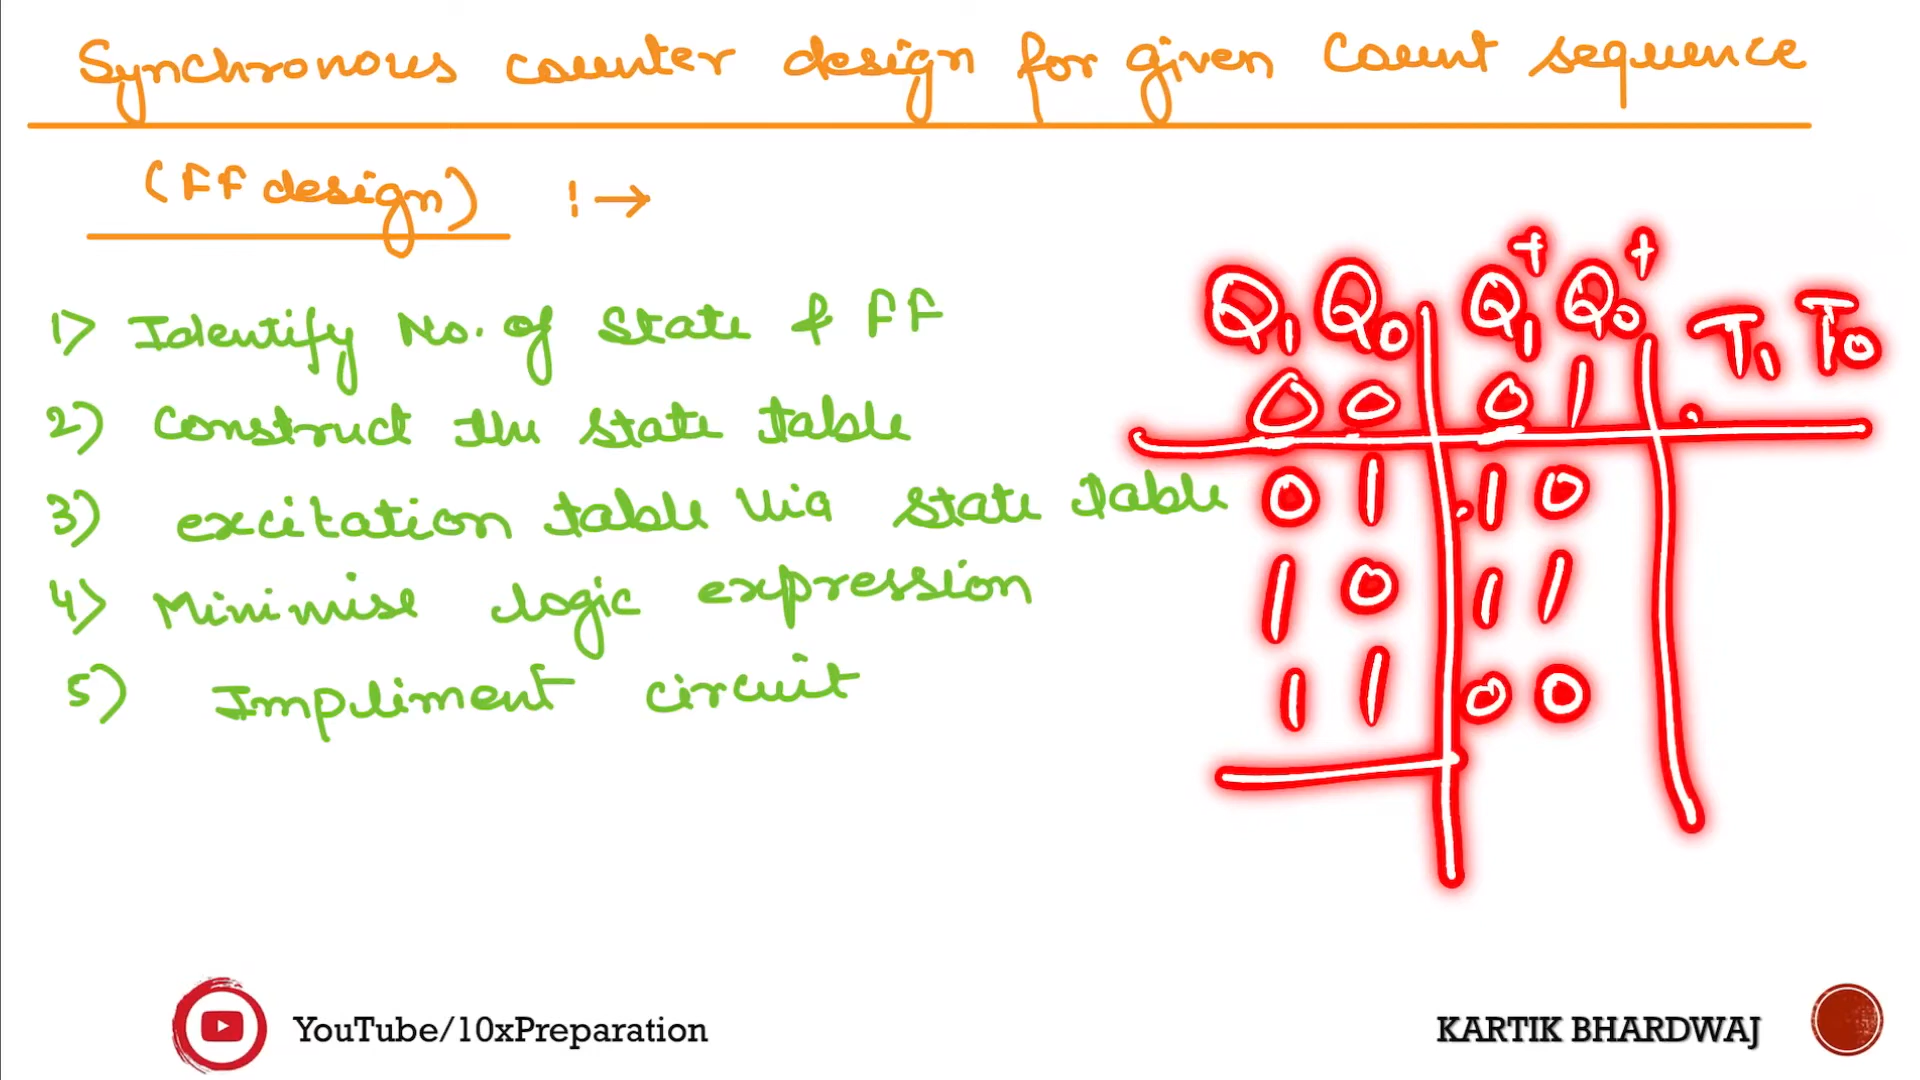 Synchronous counter design for given Count sequence
(FF design) :→
1) Identify No. of State & FF
2) Construct the State table
3) excitation table via State table
4) Minimise logic expression
5) Impliment circuit
Q1 Q0 Q1+ Q0+ T1 T0
0 0 0 1
0 1 1 0
1 0 1 1
1 1 0 0
YouTube/10xPreparation
KARTIK BHARDWAJ